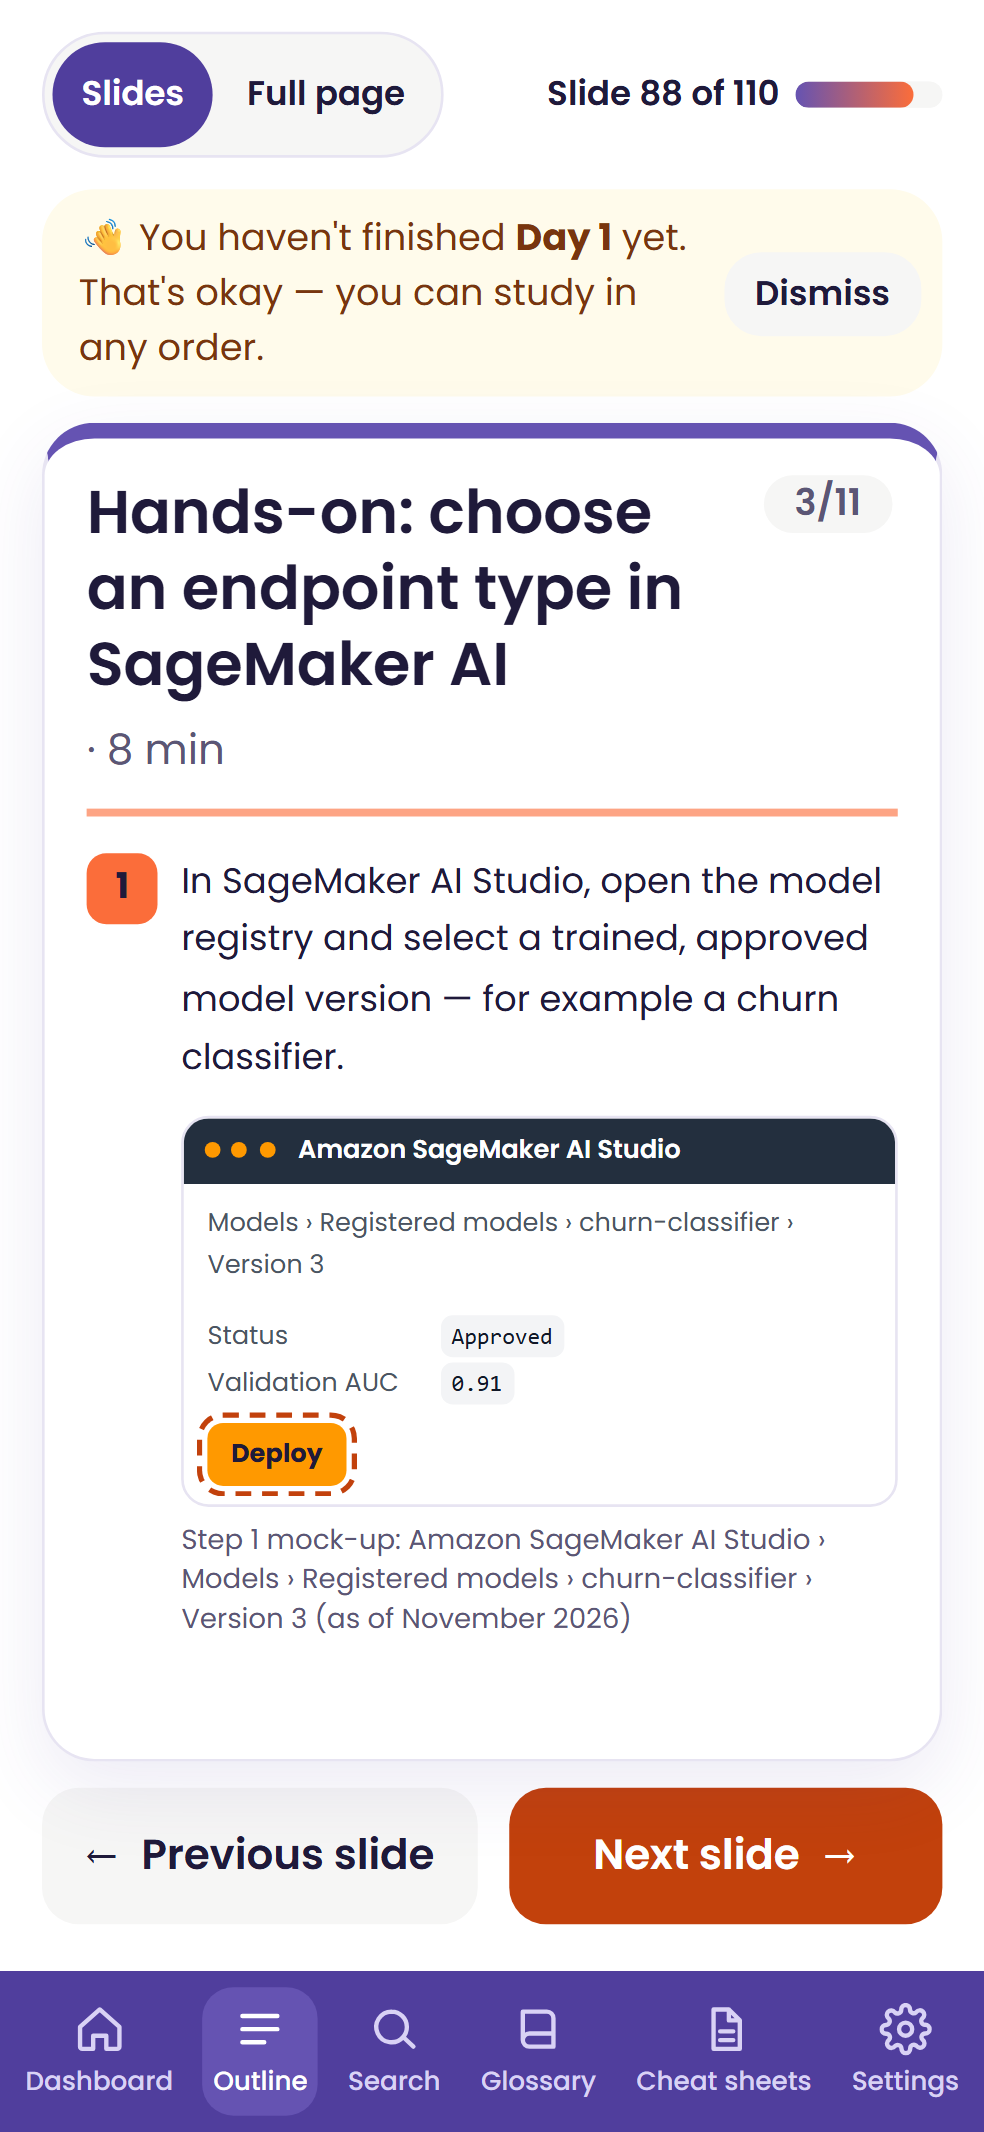 Slides
Full page
Slide 88 of 110
👋 You haven't finished Day 1 yet.
That's okay — you can study in
any order.
Dismiss
Hands-on: choose
an endpoint type in
SageMaker AI
3/11
· 8 min
1
In SageMaker AI Studio, open the model
registry and select a trained, approved
model version — for example a churn
classifier.
Amazon SageMaker AI Studio
Models › Registered models › churn-classifier ›
Version 3
Status
Approved
Validation AUC
0.91
Deploy
Step 1 mock-up: Amazon SageMaker AI Studio ›
Models › Registered models › churn-classifier ›
Version 3 (as of November 2026)
← Previous slide
Next slide →
Dashboard
Outline
Search
Glossary
Cheat sheets
Settings